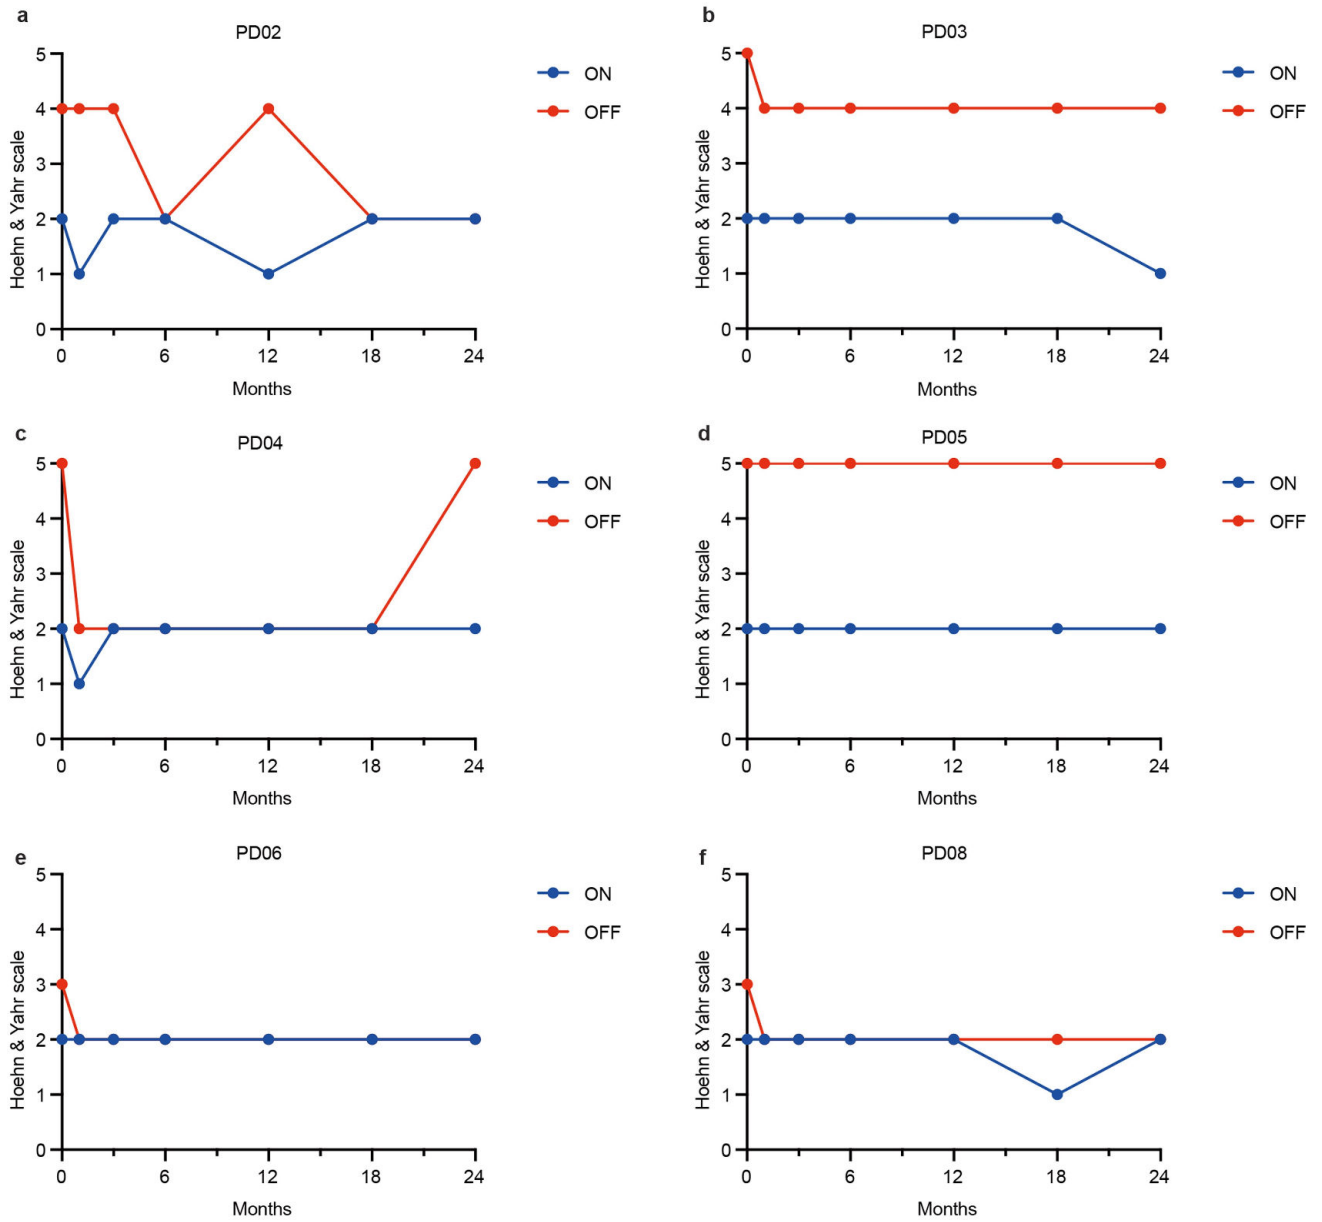 a
PD02
5
4
3
2
1
0
Hoehn & Yahr scale
0 6 12 18 24
Months
ON
OFF
b
PD03
5
4
3
2
1
0
Hoehn & Yahr scale
0 6 12 18 24
Months
ON
OFF
c
PD04
5
4
3
2
1
0
Hoehn & Yahr scale
0 6 12 18 24
Months
ON
OFF
d
PD05
5
4
3
2
1
0
Hoehn & Yahr scale
0 6 12 18 24
Months
ON
OFF
e
PD06
5
4
3
2
1
0
Hoehn & Yahr scale
0 6 12 18 24
Months
ON
OFF
f
PD08
5
4
3
2
1
0
Hoehn & Yahr scale
0 6 12 18 24
Months
ON
OFF